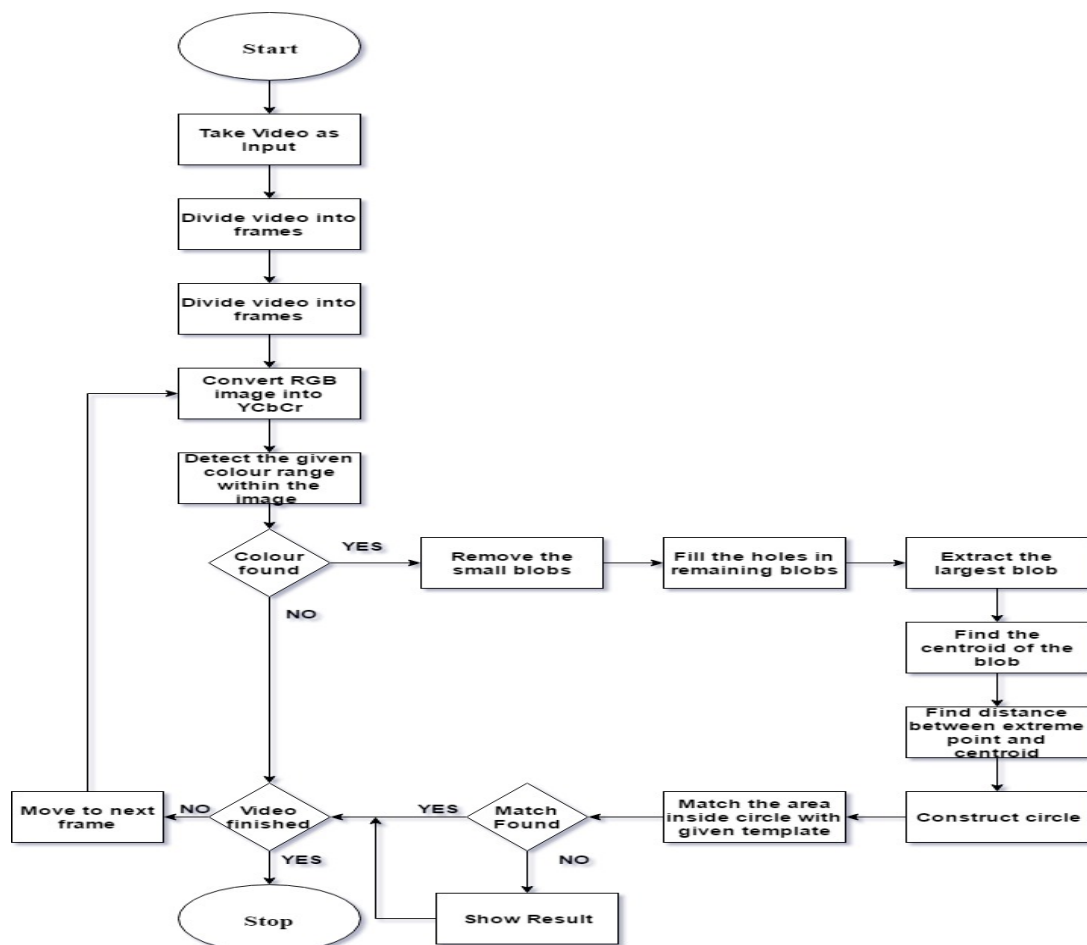 Start
Take Video as
Input
Divide video into
frames
Divide video into
frames
Convert RGB
image into
YCbCr
Detect the given
colour range
within the
image
Colour
found
YES
NO
Remove the
small blobs
Fill the holes in
remaining blobs
Extract the
largest blob
Find the
centroid of the
blob
Find distance
between extreme
point and
centroid
Construct circle
Match the area
inside circle with
given template
Match
Found
YES
NO
Show Result
Video
finished
NO
YES
Move to next
frame
Stop